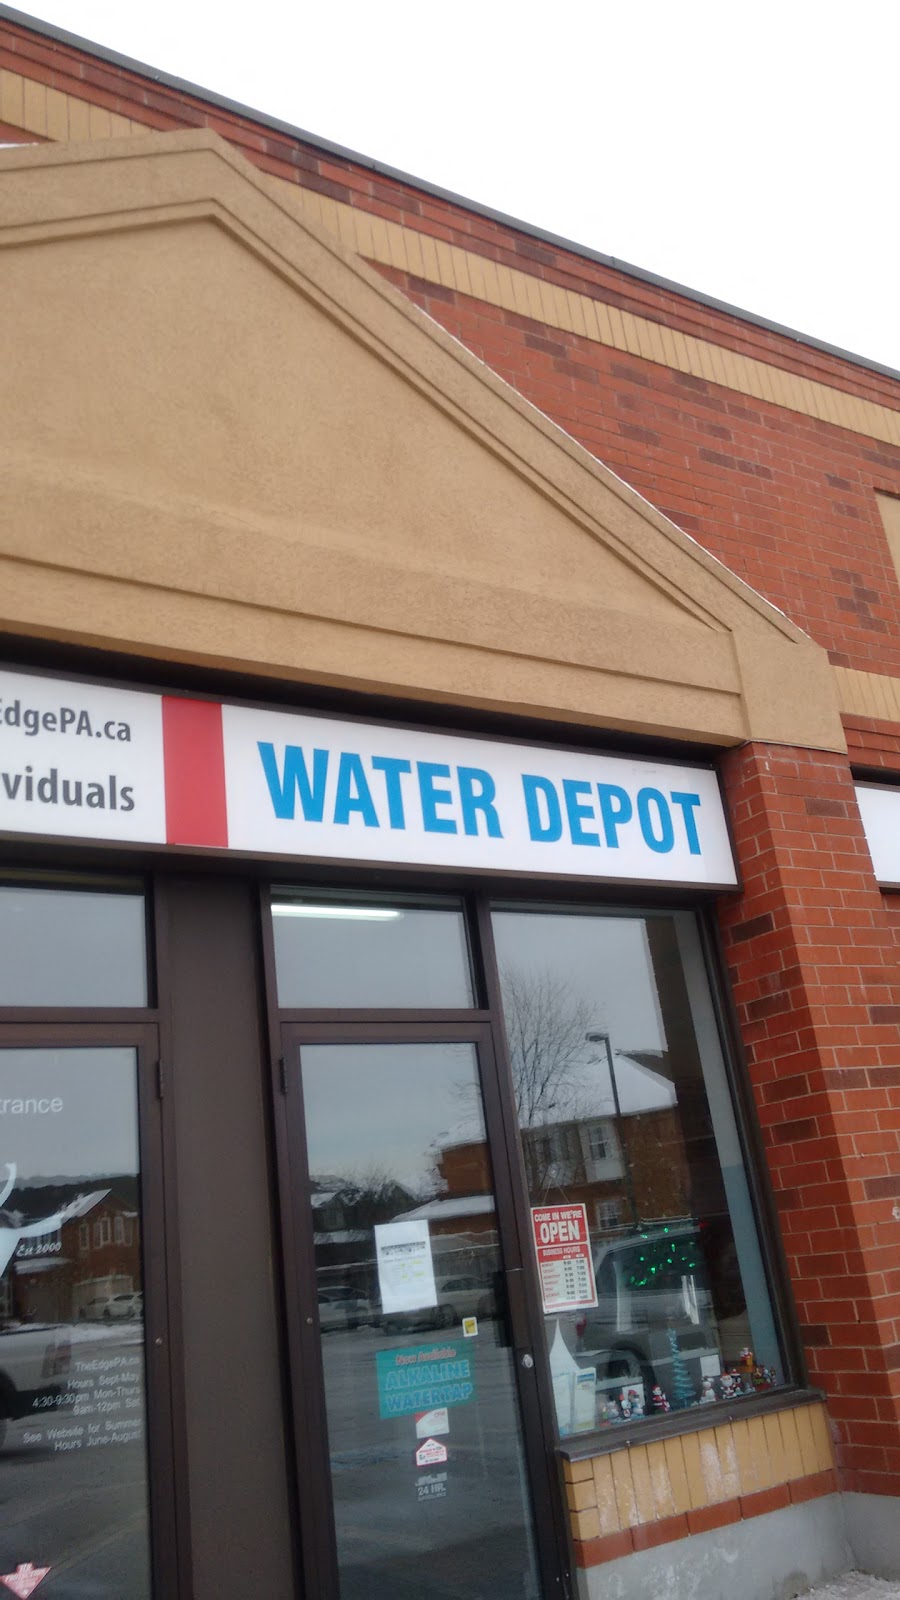 EdgePA.ca
viduals
WATER DEPOT
trance
Est 2000
TheEdgePA.ca
Hours Sept-May
4:30-9:30pm Mon-Thurs
9am-12pm Sat
See Website for Summer
Hours June-August
COME IN WE'RE
OPEN
BUSINESS HOURS
Now Available
ALKALINE
WATER TAP
24 HR.